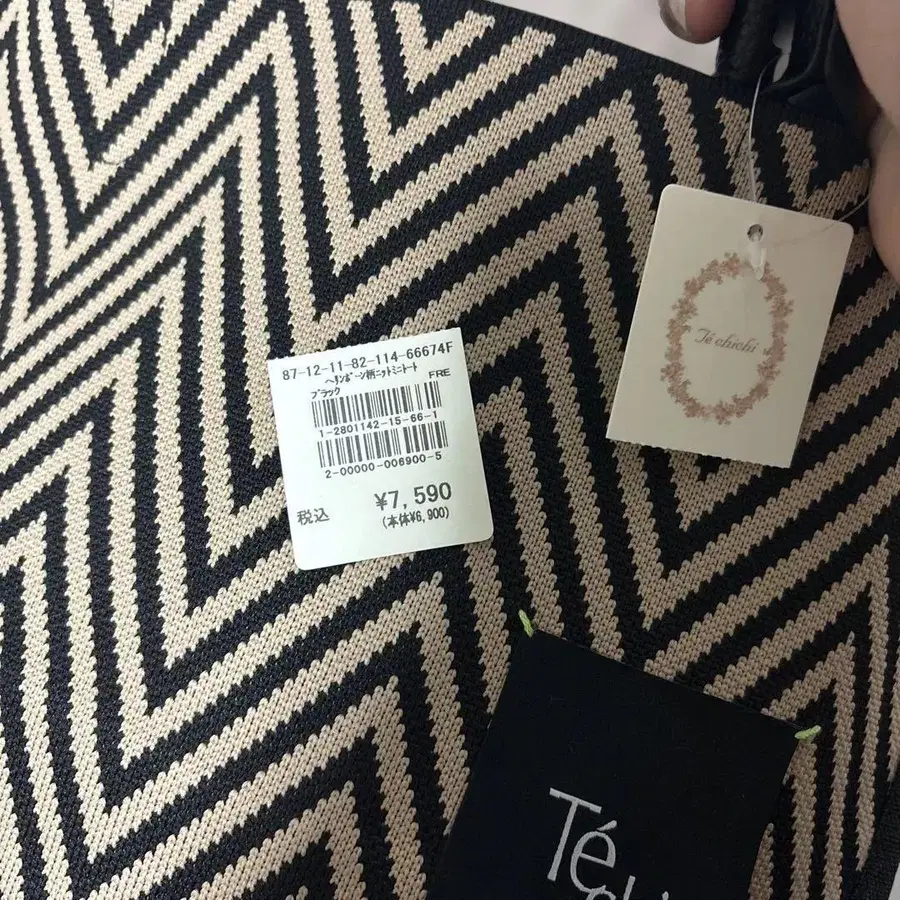 87-12-11-82-114-66674F
ヘリンボーン柄ニットミニトート
ブラック FRE
1-2801142-15-66-1
2-00000-006900-5
¥7,590
税込 (本体¥6,900)
Té chichi
Té
chichi